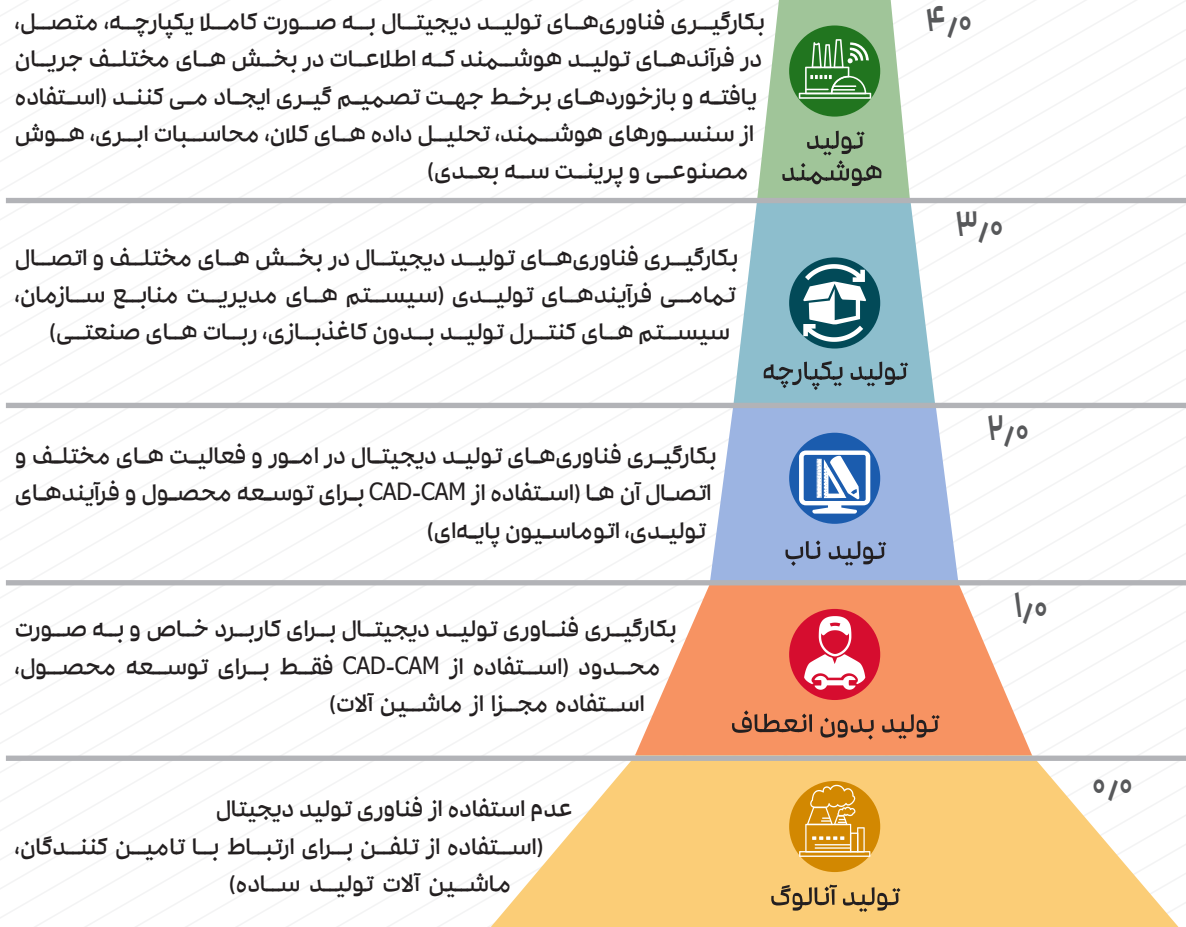 ۴٫۰
تولید
هوشمند
بکارگیری فناوری‌های تولید دیجیتال به صورت کاملا یکپارچه، متصل،
در فرآندهای تولید هوشمند که اطلاعات در بخش های مختلف جریان
یافته و بازخوردهای برخط جهت تصمیم گیری ایجاد می کنند (استفاده
از سنسورهای هوشمند، تحلیل داده های کلان، محاسبات ابری، هوش
مصنوعی و پرینت سه بعدی)
۳٫۰
تولید یکپارچه
بکارگیری فناوری‌های تولید دیجیتال در بخش های مختلف و اتصال
تمامی فرآیندهای تولیدی (سیستم های مدیریت منابع سازمان،
سیستم های کنترل تولید بدون کاغذبازی، ربات های صنعتی)
۲٫۰
تولید ناب
بکارگیری فناوری‌های تولید دیجیتال در امور و فعالیت های مختلف و
اتصال آن ها (استفاده از CAD-CAM برای توسعه محصول و فرآیندهای
تولیدی، اتوماسیون پایه‌ای)
۱٫۰
تولید بدون انعطاف
بکارگیری فناوری تولید دیجیتال برای کاربرد خاص و به صورت
محدود (استفاده از CAD-CAM فقط برای توسعه محصول،
استفاده مجزا از ماشین آلات)
۰٫۰
تولید آنالوگ
عدم استفاده از فناوری تولید دیجیتال
(استفاده از تلفن برای ارتباط با تامین کنندگان،
ماشین آلات تولید ساده)